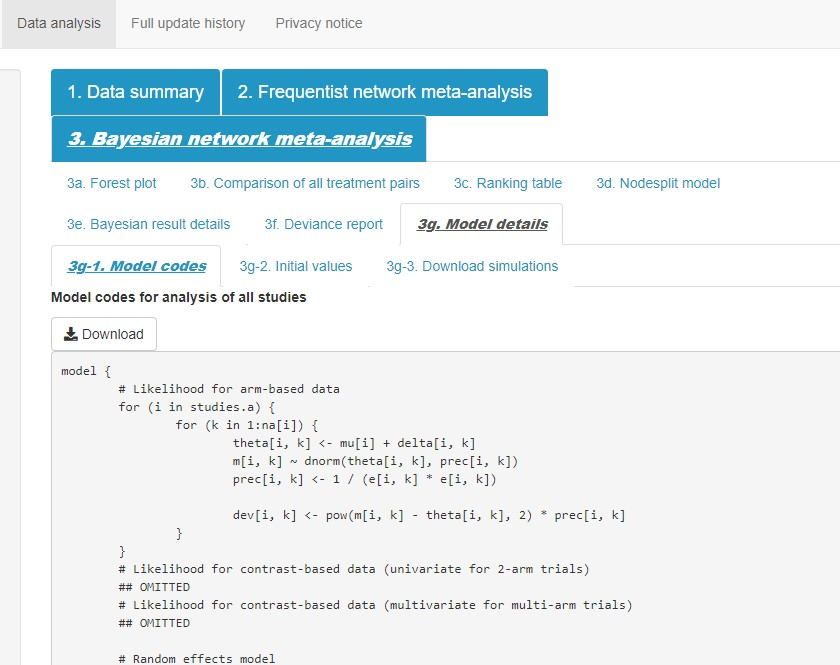 Data analysis Full update history Privacy notice
1. Data summary 2. Frequentist network meta-analysis
3. Bayesian network meta-analysis
3a. Forest plot 3b. Comparison of all treatment pairs 3c. Ranking table 3d. Nodesplit model
3e. Bayesian result details 3f. Deviance report 3g. Model details
3g-1. Model codes 3g-2. Initial values 3g-3. Download simulations
Model codes for analysis of all studies
Download
model {
# Likelihood for arm-based data
for (i in studies.a) {
for (k in 1:na[i]) {
theta[i, k] <- mu[i] + delta[i, k]
m[i, k] ~ dnorm(theta[i, k], prec[i, k])
prec[i, k] <- 1 / (e[i, k] * e[i, k])
dev[i, k] <- pow(m[i, k] - theta[i, k], 2) * prec[i, k]
}
}
# Likelihood for contrast-based data (univariate for 2-arm trials)
## OMITTED
# Likelihood for contrast-based data (multivariate for multi-arm trials)
## OMITTED
# Random effects model